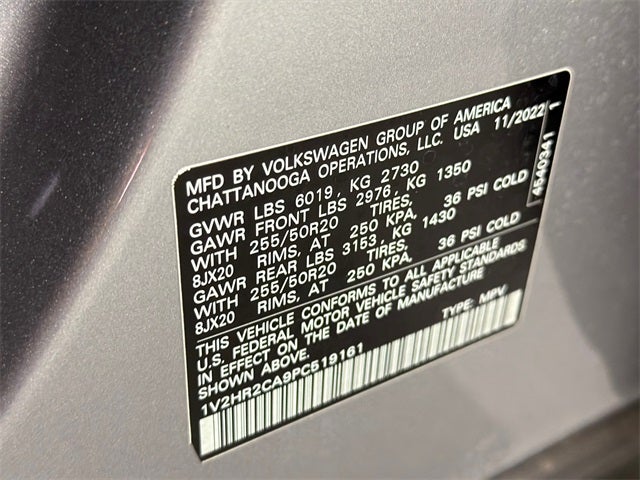 MFD BY VOLKSWAGEN GROUP OF AMERICA
CHATTANOOGA OPERATIONS, LLC. USA 11/2022
GVWR LBS 6019, KG 2730
GAWR FRONT LBS 2976, KG 1350
WITH 255/50R20 TIRES, 36 PSI COLD
8JX20 RIMS, AT 250 KPA,
GAWR REAR LBS 3153, KG 1430
WITH 255/50R20 TIRES, 36 PSI COLD
8JX20 RIMS, AT 250 KPA,
THIS VEHICLE CONFORMS TO ALL APPLICABLE
U.S. FEDERAL MOTOR VEHICLE SAFETY STANDARDS
IN EFFECT ON THE DATE OF MANUFACTURE
SHOWN ABOVE. TYPE: MPV
1V2HR2CA9PC519161
4540941 1